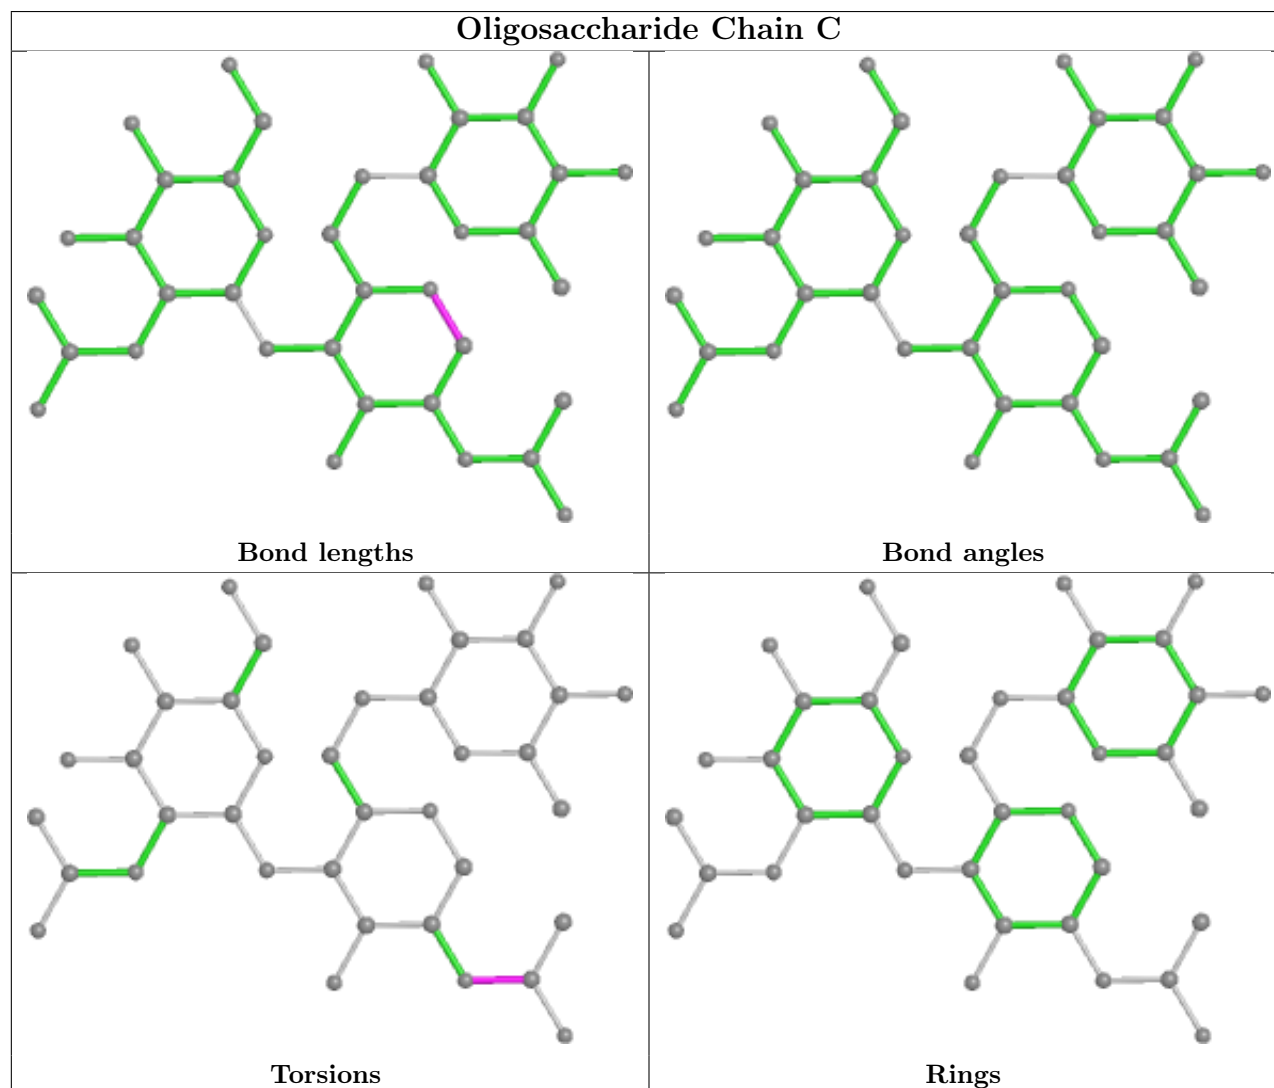 Oligosaccharide Chain C
Bond lengths
Bond angles
Torsions
Rings